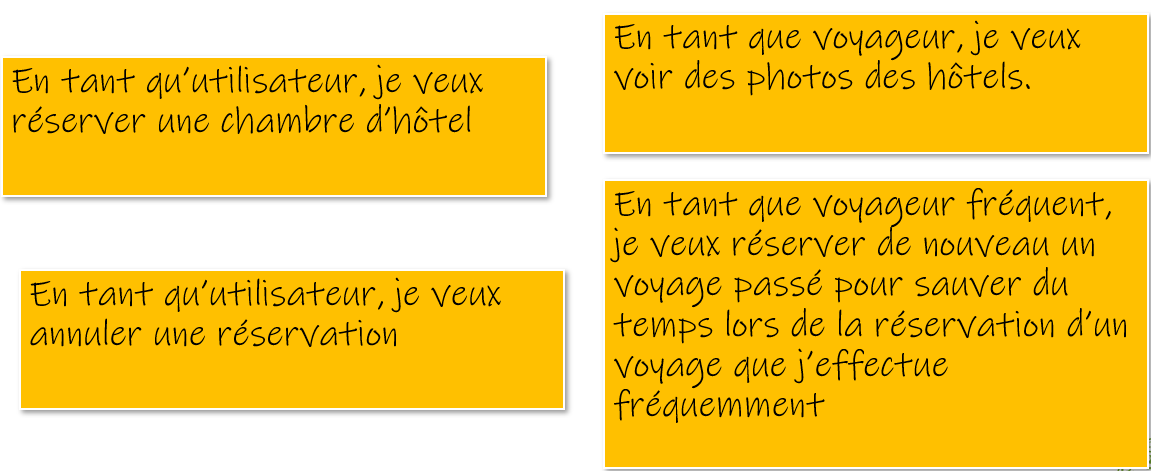 En tant qu'utilisateur, je veux
réserver une chambre d'hôtel
En tant que voyageur, je veux
voir des photos des hôtels.
En tant qu'utilisateur, je veux
annuler une réservation
En tant que voyageur fréquent,
je veux réserver de nouveau un
voyage passé pour sauver du
temps lors de la réservation d'un
voyage que j'effectue
fréquemment